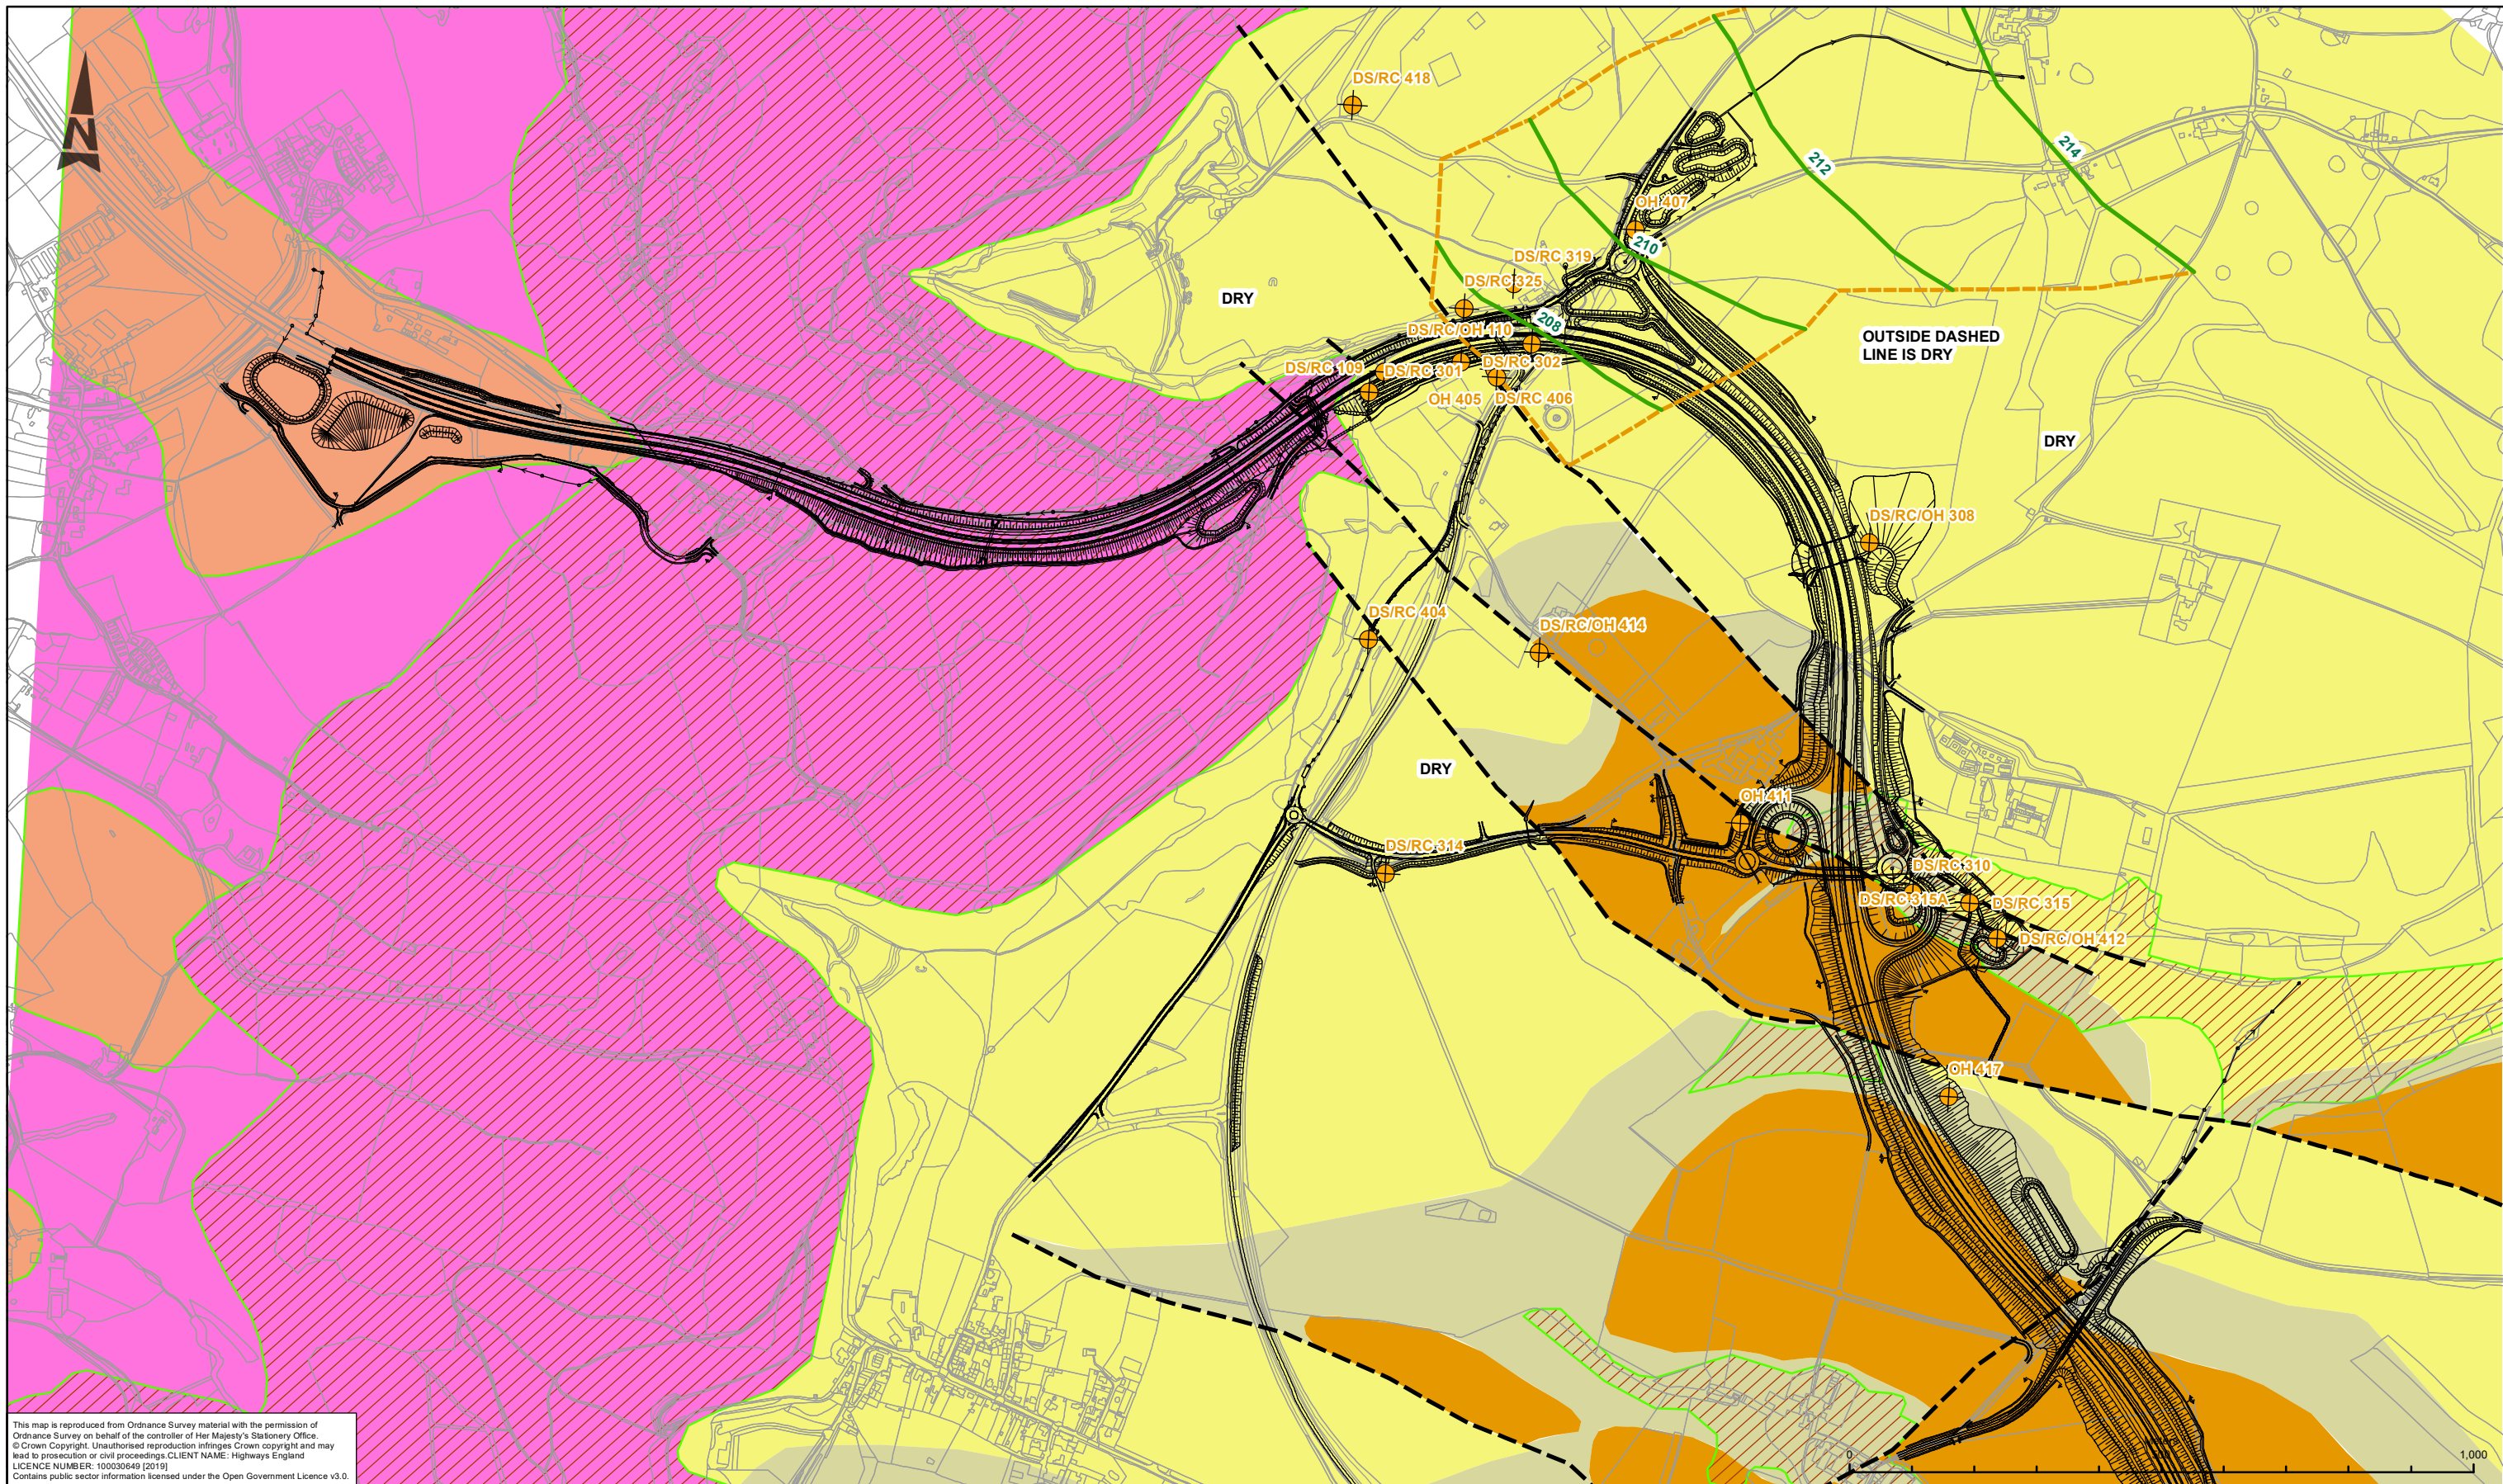 N
DS/RC 418
214
212
OH 407
210
DS/RC 319
DS/RC 325
DRY
208
DS/RC/OH 110
OUTSIDE DASHED
LINE IS DRY
DS/RC 302
DS/RC 109
DS/RC 301
OH 405
DS/RC 406
DRY
DS/RC/OH 308
DS/RC 404
DS/RC/OH 414
DRY
OH 411
DS/RC 314
DS/RC 310
DS/RC 315A
DS/RC 315
DS/RC/OH 412
OH 417
This map is reproduced from Ordnance Survey material with the permission of
Ordnance Survey on behalf of the controller of Her Majesty's Stationery Office.
© Crown Copyright. Unauthorised reproduction infringes Crown copyright and may
lead to prosecution or civil proceedings.CLIENT NAME: Highways England
LICENCE NUMBER: 100030649 [2019]
Contains public sector information licensed under the Open Government Licence v3.0.
0
1,000